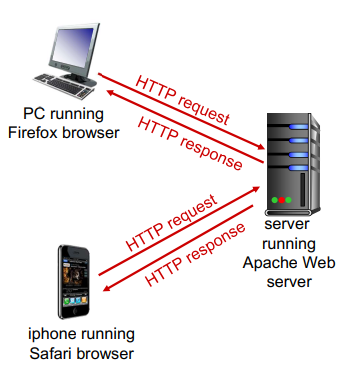 HTTP request
PC running
Firefox browser
HTTP response
server
running
Apache Web
server
HTTP request
HTTP response
iphone running
Safari browser